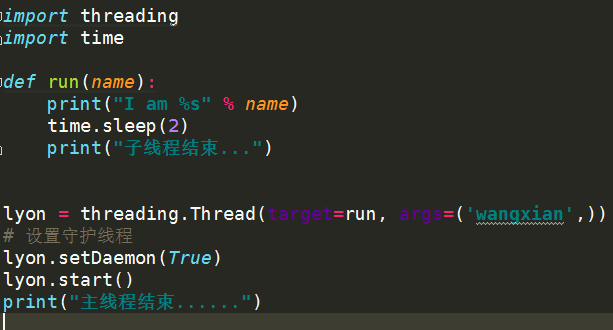 import threading
import time
def run(name):
    print("I am %s" % name)
    time.sleep(2)
    print("子线程结束...")
lyon = threading.Thread(target=run, args=('wangxian',))
# 设置守护线程
lyon.setDaemon(True)
lyon.start()
print("主线程结束......")